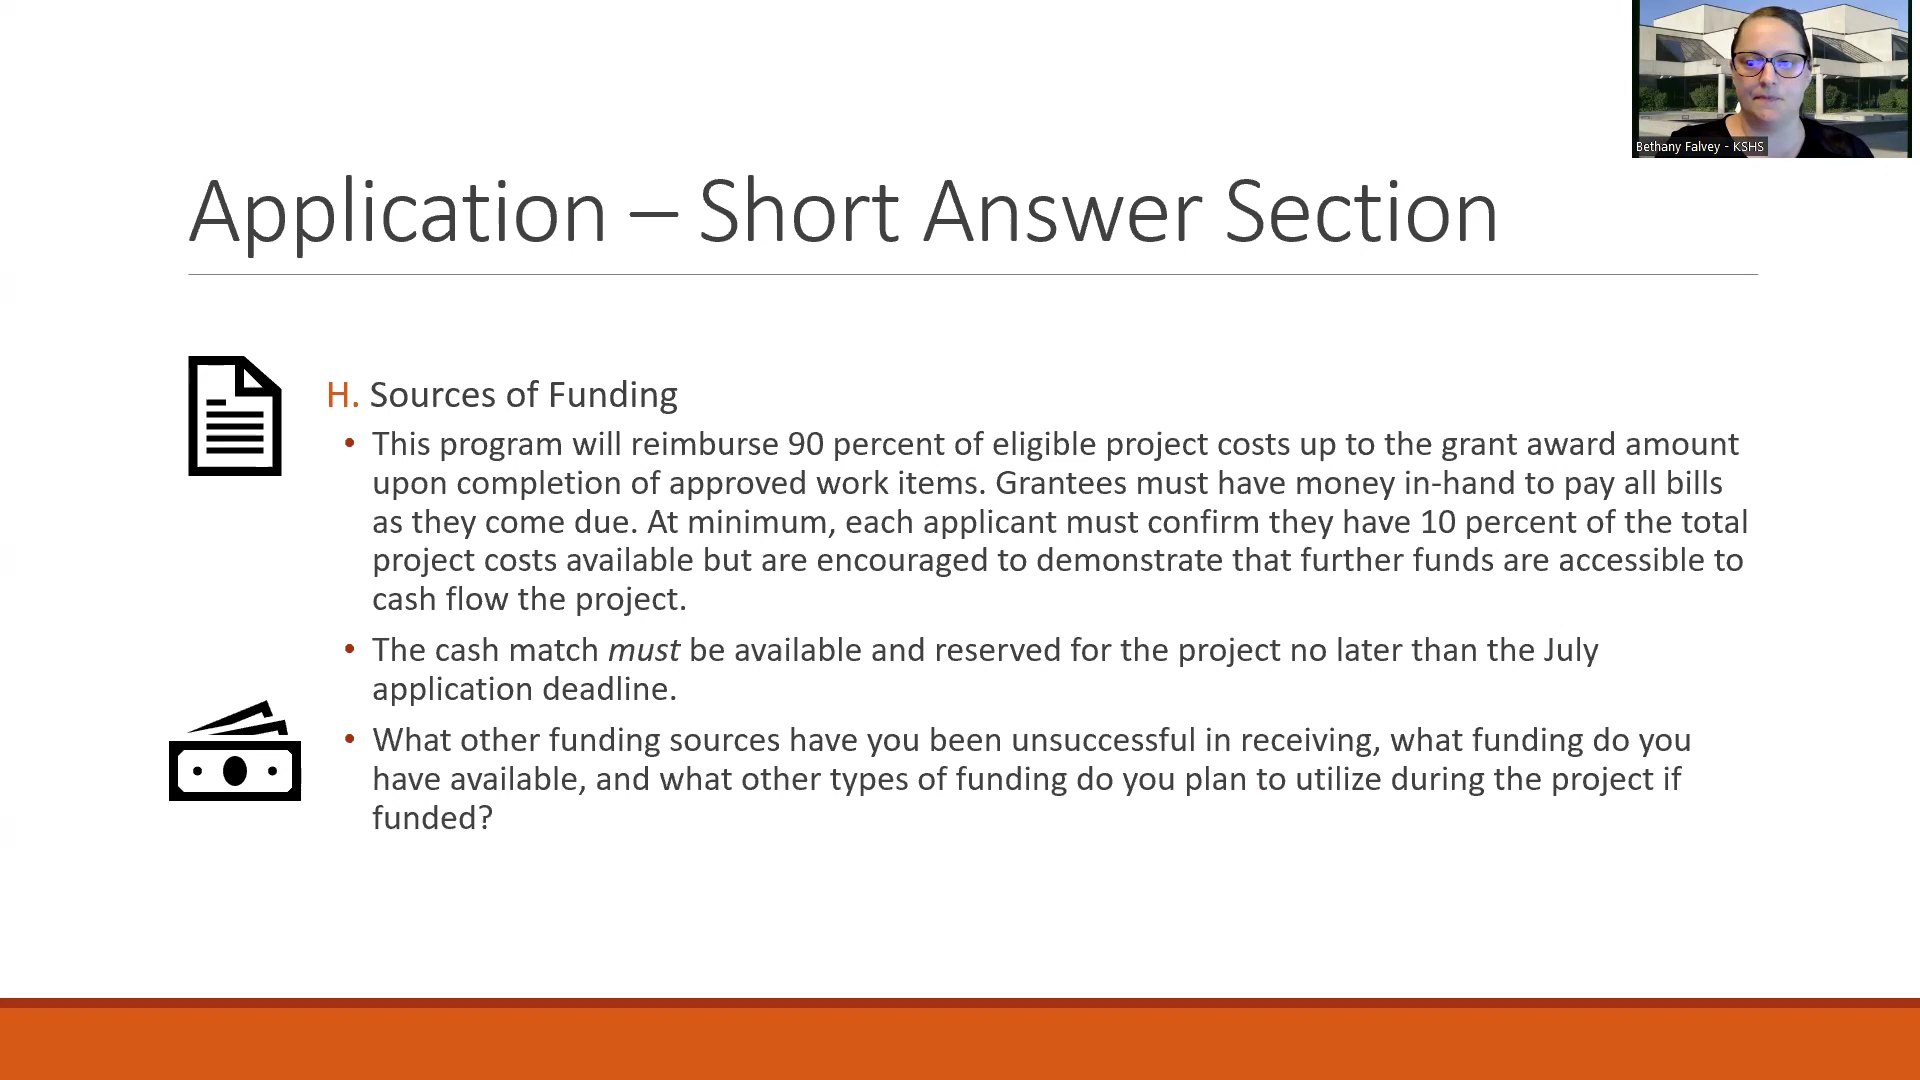 Bethany Falvey - KSHS
Application – Short Answer Section
H. Sources of Funding
• This program will reimburse 90 percent of eligible project costs up to the grant award amount
upon completion of approved work items. Grantees must have money in-hand to pay all bills
as they come due. At minimum, each applicant must confirm they have 10 percent of the total
project costs available but are encouraged to demonstrate that further funds are accessible to
cash flow the project.
• The cash match must be available and reserved for the project no later than the July
application deadline.
• What other funding sources have you been unsuccessful in receiving, what funding do you
have available, and what other types of funding do you plan to utilize during the project if
funded?